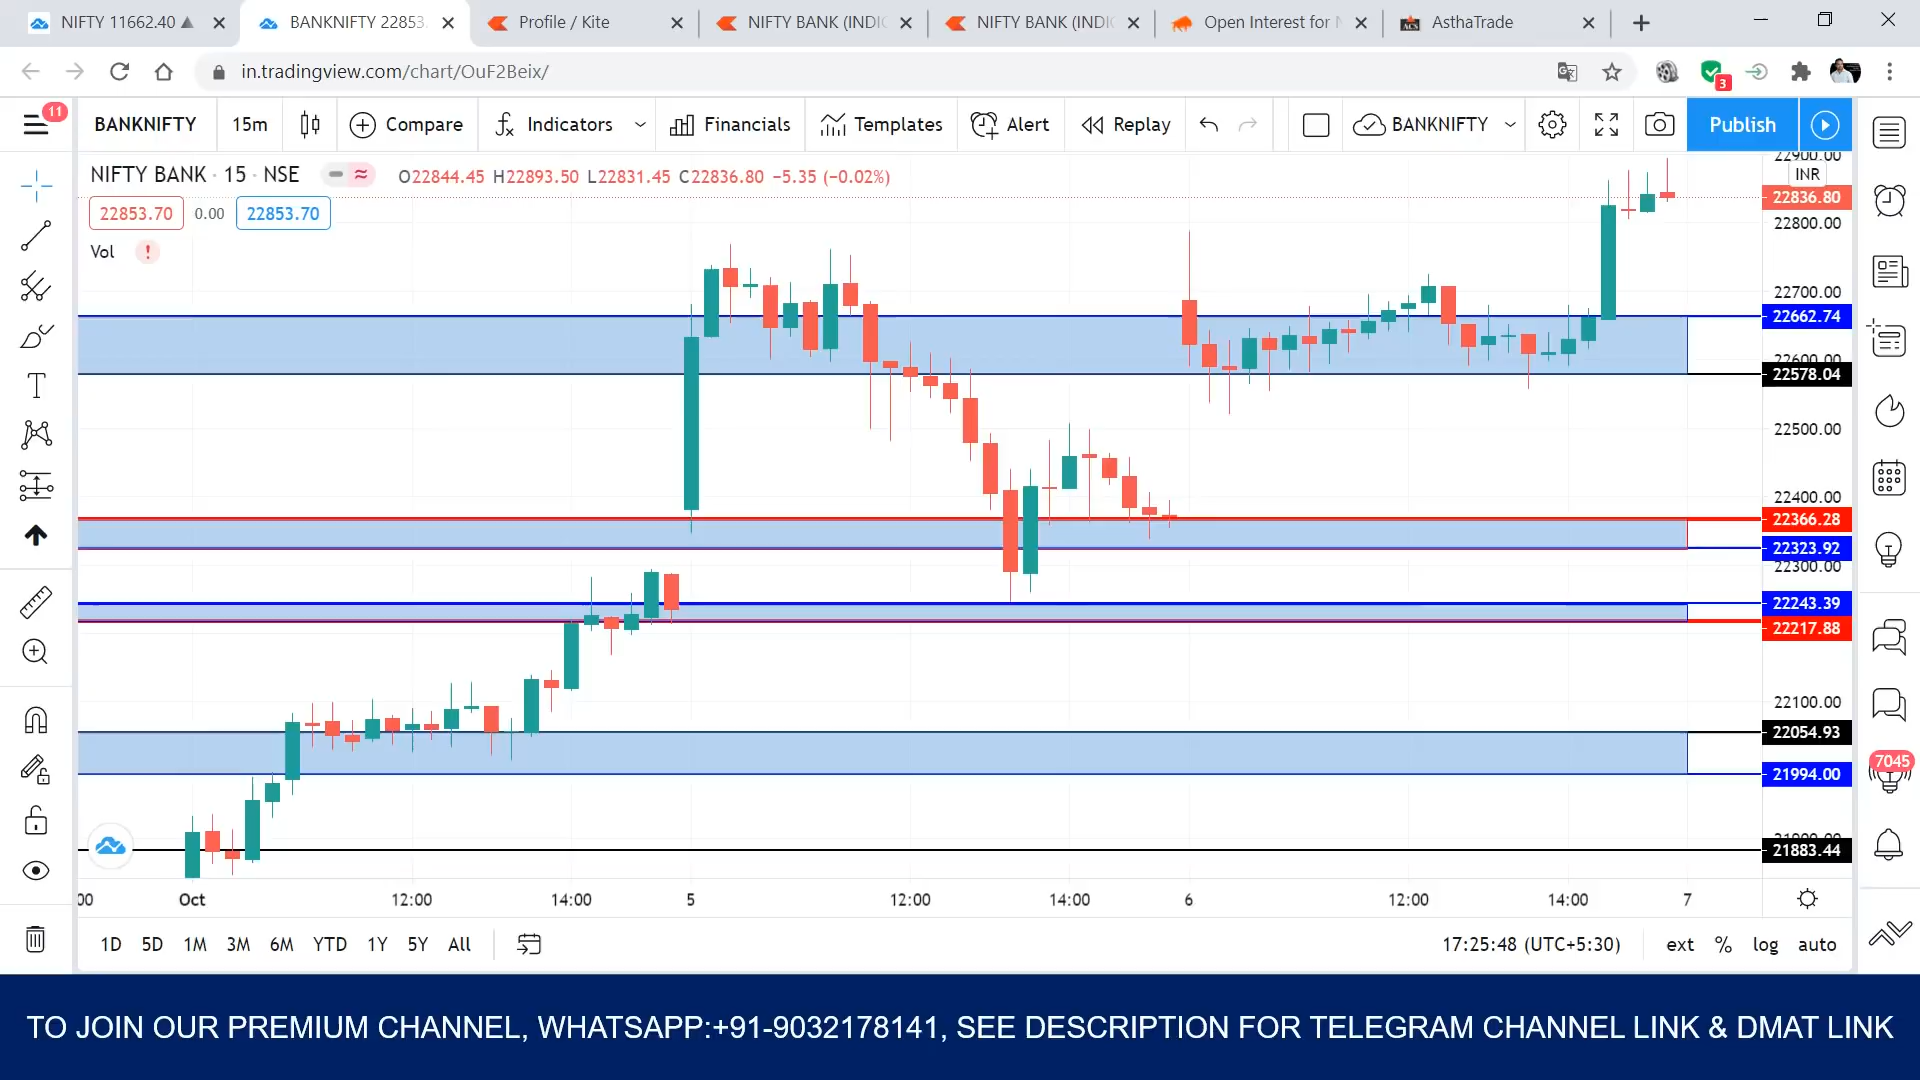 NIFTY 11662.40
BANKNIFTY 22853.
Profile / Kite
NIFTY BANK (INDIC
NIFTY BANK (INDIC
Open Interest for N
AsthaTrade
in.tradingview.com/chart/OuF2Beix/
3
11
BANKNIFTY
15m
Compare
Indicators
Financials
Templates
Alert
Replay
BANKNIFTY
Publish
NIFTY BANK · 15 · NSE
O22844.45 H22893.50 L22831.45 C22836.80 −5.35 (−0.02%)
22853.70 0.00 22853.70
Vol !
22900.00
INR
22836.80
22800.00
22700.00
22662.74
22600.00
22578.04
22500.00
22400.00
22366.28
22323.92
22300.00
22243.39
22217.88
22100.00
22054.93
21994.00
21900.00
21883.44
7045
:00 Oct 12:00 14:00 5 12:00 14:00 6 12:00 14:00 7
1D 5D 1M 3M 6M YTD 1Y 5Y All
17:25:48 (UTC+5:30) ext % log auto
TO JOIN OUR PREMIUM CHANNEL, WHATSAPP:+91-9032178141, SEE DESCRIPTION FOR TELEGRAM CHANNEL LINK & DMAT LINK